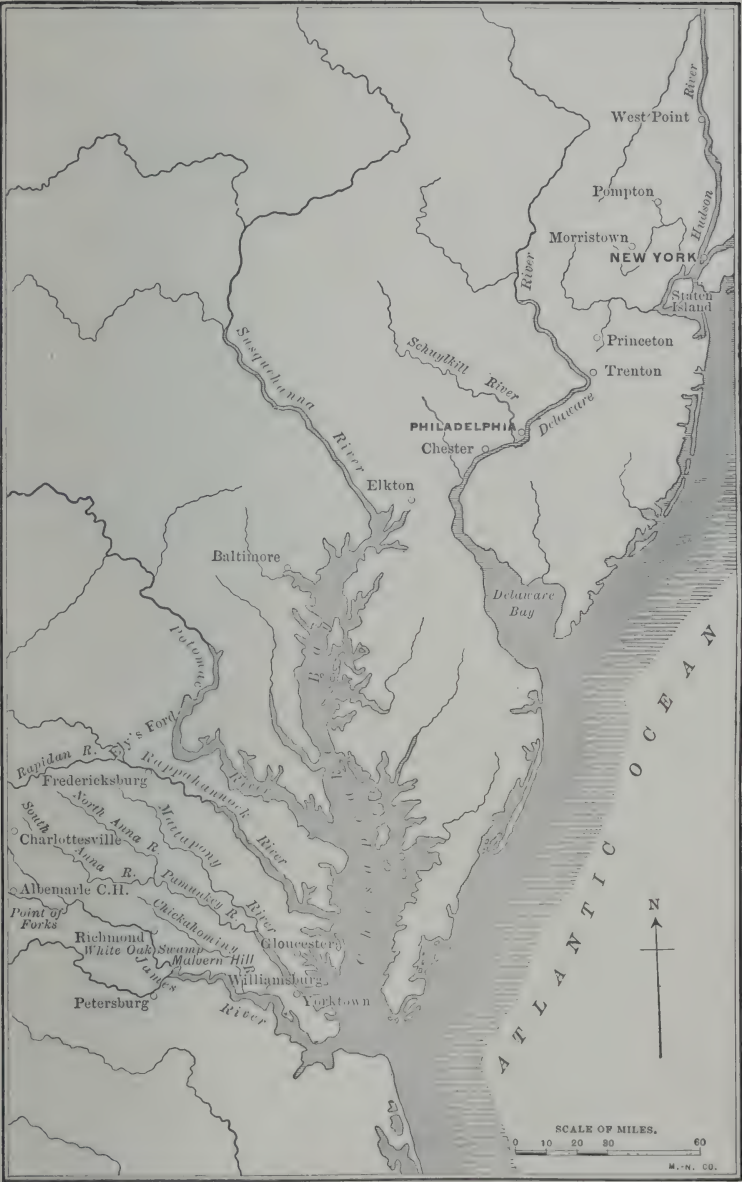 West Point
River
Pompton
Hudson
Morristown
NEW YORK
Staten
Island
River
Princeton
Trenton
Susquehanna
River
Schuylkill River
PHILADELPHIA
Delaware
Chester
Elkton
Baltimore
Delaware
Bay
Potomac
River
Ely's Ford
Rapidan R.
Rappahannock
River
Fredericksburg
North Anna R.
South
Anna R.
Mattapony
River
Charlottesville
Pamunkey R.
Albemarle C.H.
Point of
Forks
Chickahominy R.
Gloucester
Richmond
White Oak Swamp
Malvern Hill
James
River
Williamsburg
Yorktown
Petersburg
Chesapeake
Bay
ATLANTIC OCEAN
N
SCALE OF MILES.
0 10 20 30 60
M.-N. CO.